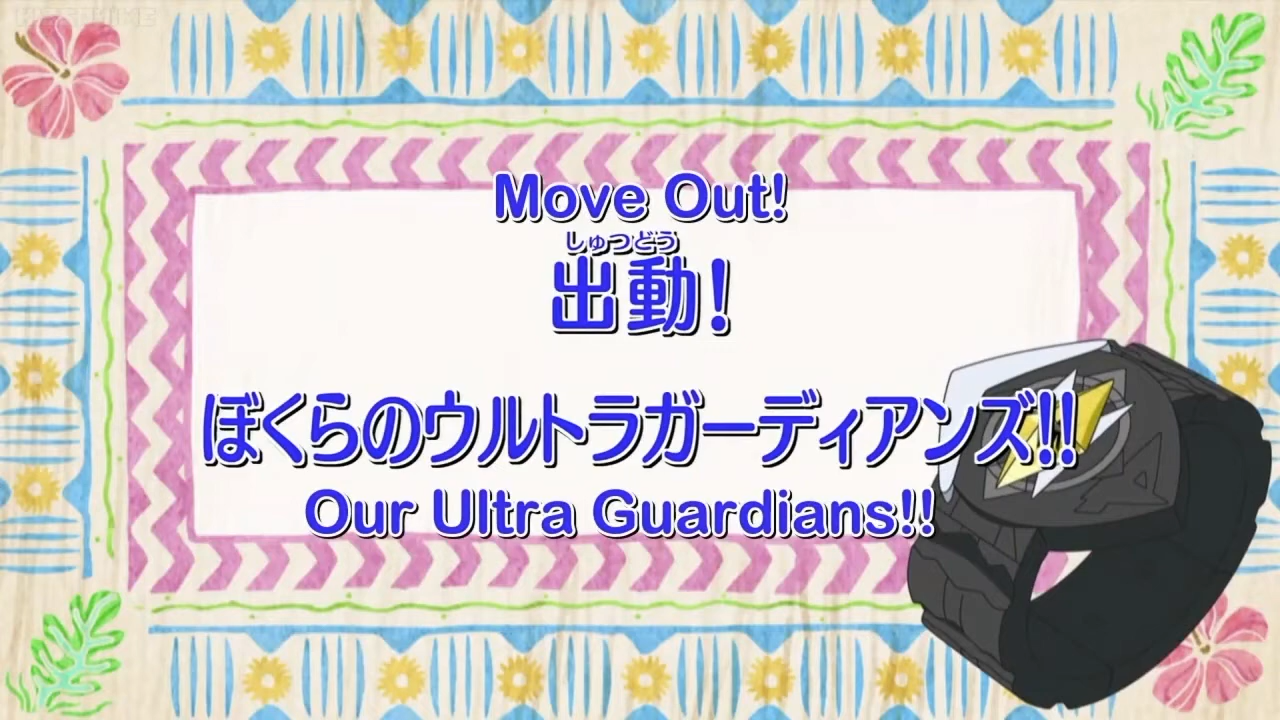 Move Out!
しゅつどう
出動!
ぼくらのウルトラガーディアンズ!!
Our Ultra Guardians!!